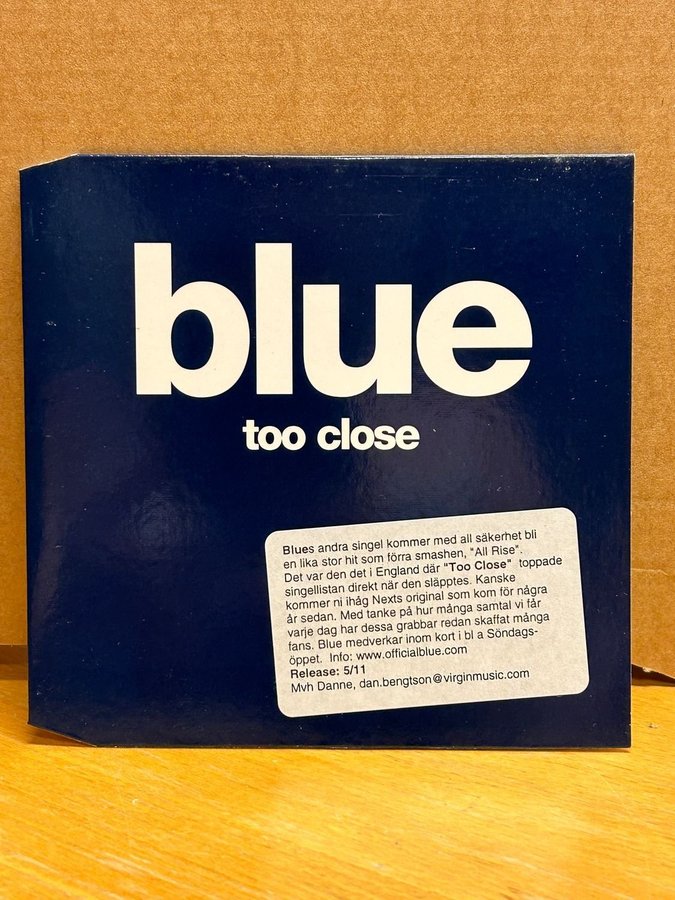 blue
too close
Blues andra singel kommer med all säkerhet bli
en lika stor hit som förra smashen, "All Rise".
Det var den det i England där "Too Close" toppade
singellistan direkt när den släpptes. Kanske
kommer ni ihåg Nexts original som kom för några
år sedan. Med tanke på hur många samtal vi får
varje dag har dessa grabbar redan skaffat många
fans. Blue medverkar inom kort i bl a Söndags-
öppet. Info: www.officialblue.com
Release: 5/11
Mvh Danne, dan.bengtson@virginmusic.com